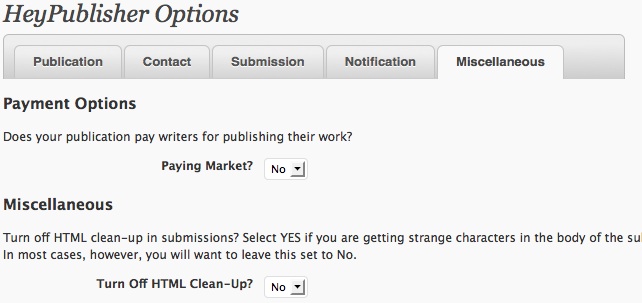 HeyPublisher Options
Publication Contact Submission Notification Miscellaneous
Payment Options
Does your publication pay writers for publishing their work?
Paying Market? No
Miscellaneous
Turn off HTML clean-up in submissions? Select YES if you are getting strange characters in the body of the
In most cases, however, you will want to leave this set to No.
Turn Off HTML Clean-Up? No